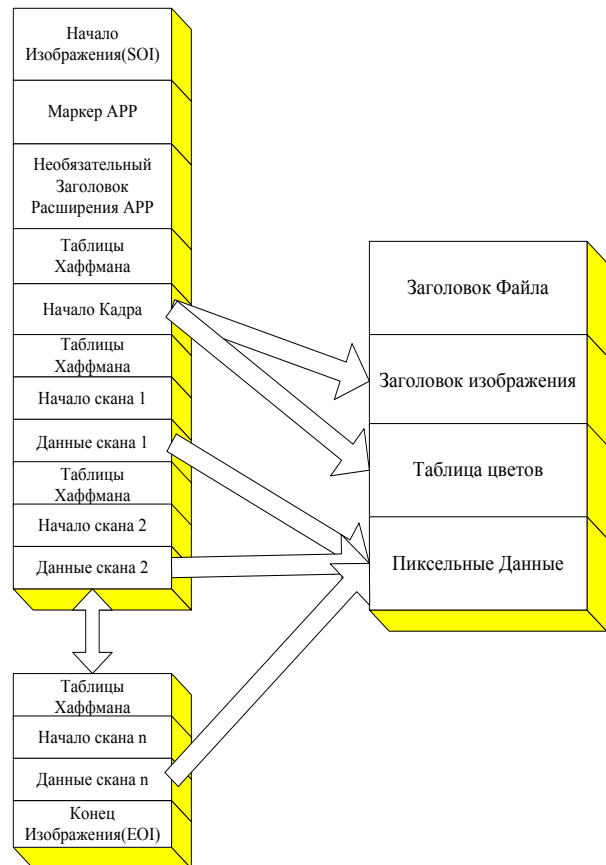 Начало
Изображения(SOI)
Маркер APP
Необязательный
Заголовок
Расширения APP
Таблицы
Хаффмана
Начало Кадра
Таблицы
Хаффмана
Начало скана 1
Данные скана 1
Таблицы
Хаффмана
Начало скана 2
Данные скана 2
Таблицы
Хаффмана
Начало скана n
Данные скана n
Конец
Изображения(EOI)
Заголовок Файла
Заголовок изображения
Таблица цветов
Пиксельные Данные